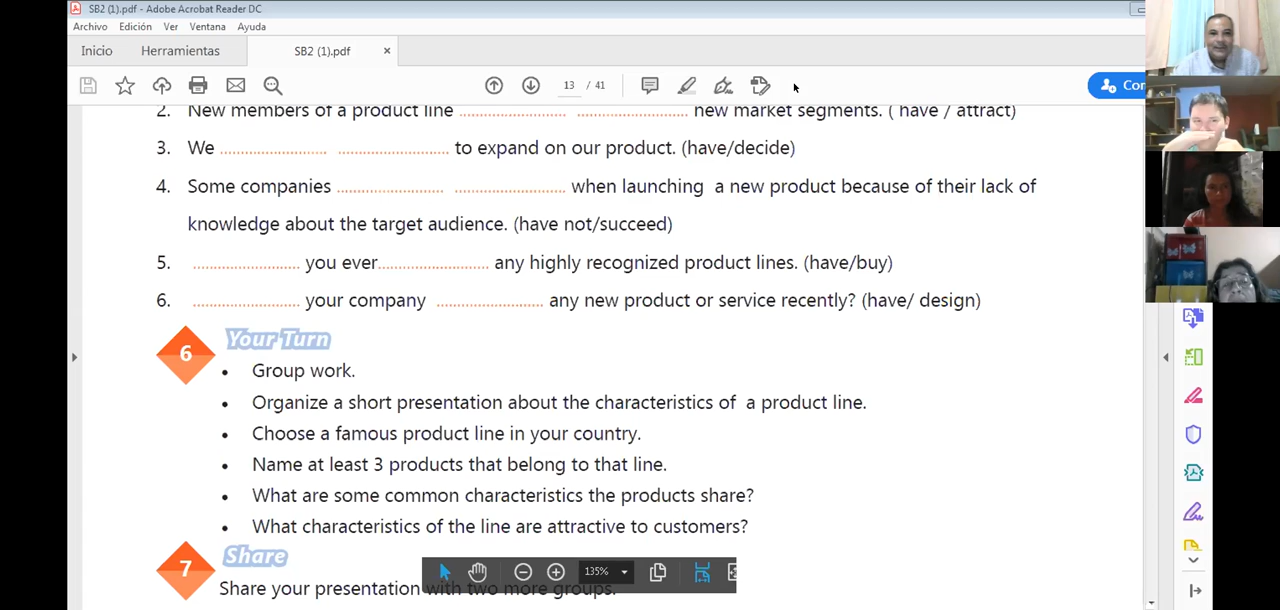 SB2 (1).pdf - Adobe Acrobat Reader DC
Archivo Edición Ver Ventana Ayuda
Inicio Herramientas SB2 (1).pdf ×
13 / 41
2. New members of a product line .......................... .......................... new market segments. ( have / attract)
3. We .......................... .......................... to expand on our product. (have/decide)
4. Some companies .......................... .......................... when launching a new product because of their lack of
knowledge about the target audience. (have not/succeed)
5. .......................... you ever.......................... any highly recognized product lines. (have/buy)
6. .......................... your company .......................... any new product or service recently? (have/ design)
6 Your Turn
• Group work.
• Organize a short presentation about the characteristics of a product line.
• Choose a famous product line in your country.
• Name at least 3 products that belong to that line.
• What are some common characteristics the products share?
• What characteristics of the line are attractive to customers?
7 Share
135%
Share your presentation with two more groups.